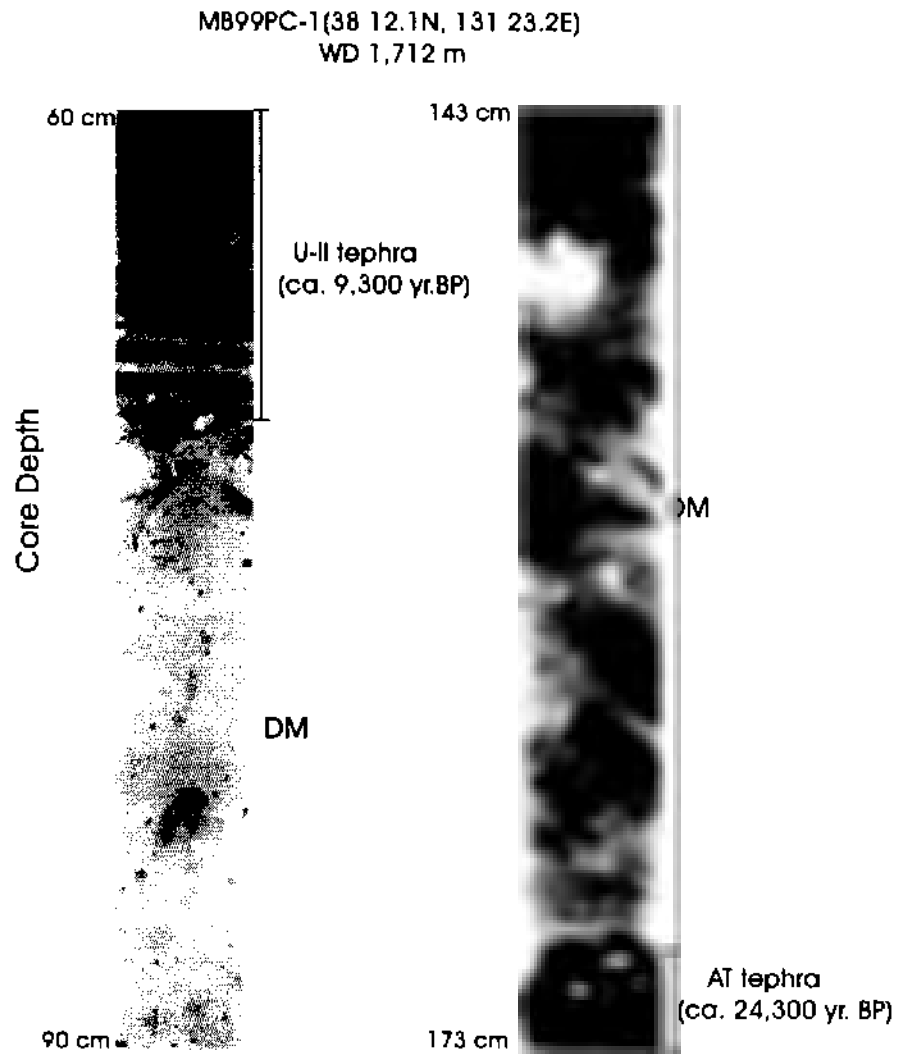 MB99PC-1(38 12.1N, 131 23.2E)
WD 1,712 m
60 cm
U-II tephra
(ca. 9,300 yr.BP)
Core Depth
DM
90 cm
143 cm
DM
AT tephra
(ca. 24,300 yr. BP)
173 cm